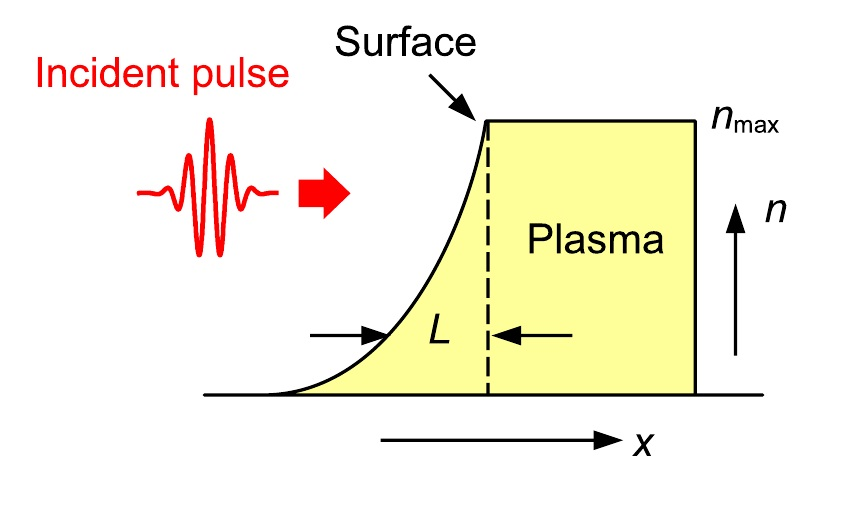 Surface
Incident pulse
nmax
n
Plasma
L
x